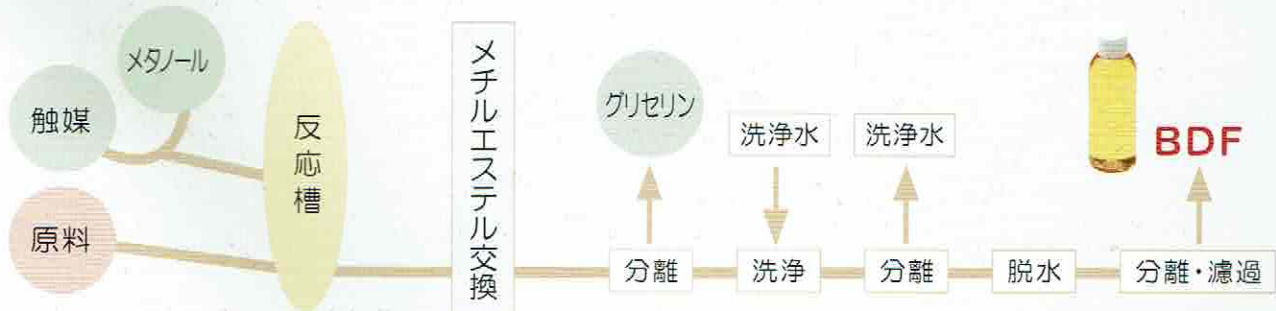 メタノール
触媒
原料
反応槽
メチルエステル交換
グリセリン
洗浄水
洗浄水
BDF
分離
洗浄
分離
脱水
分離・濾過